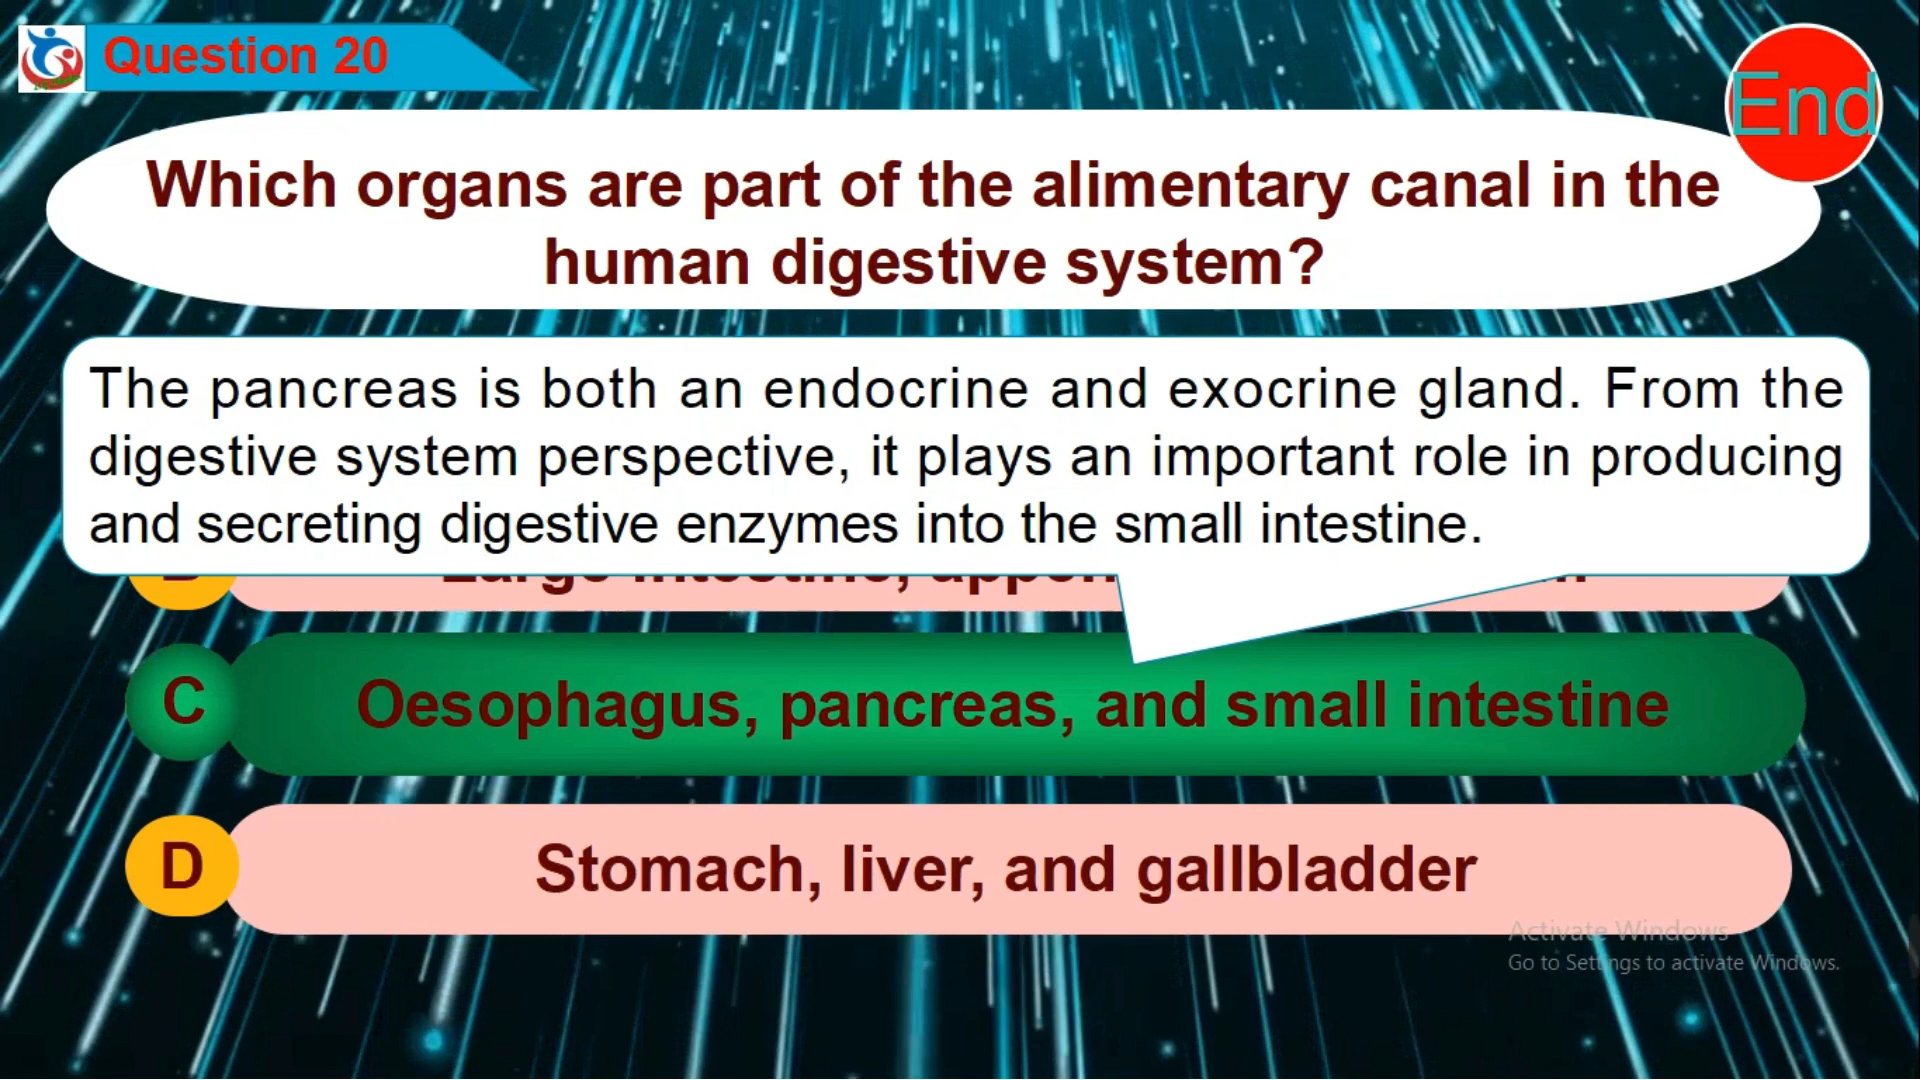 Question 20
End
Which organs are part of the alimentary canal in the
human digestive system?
The pancreas is both an endocrine and exocrine gland. From the
digestive system perspective, it plays an important role in producing
and secreting digestive enzymes into the small intestine.
Large intestine,
C Oesophagus, pancreas, and small intestine
D Stomach, liver, and gallbladder
Activate Windows
Go to Settings to activate Windows.